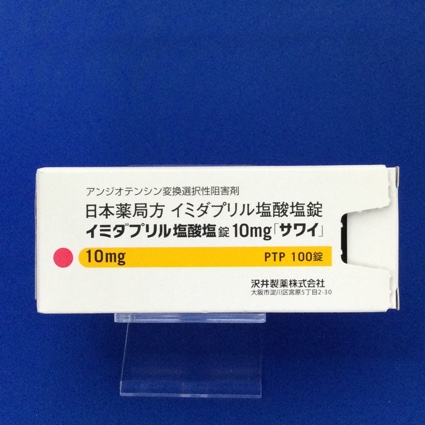 アンジオテンシン変換選択性阻害剤
日本薬局方 イミダプリル塩酸塩錠
イミダプリル塩酸塩錠10mg「サワイ」
10mg PTP 100錠
沢井製薬株式会社
大阪市淀川区宮原5丁目2-30